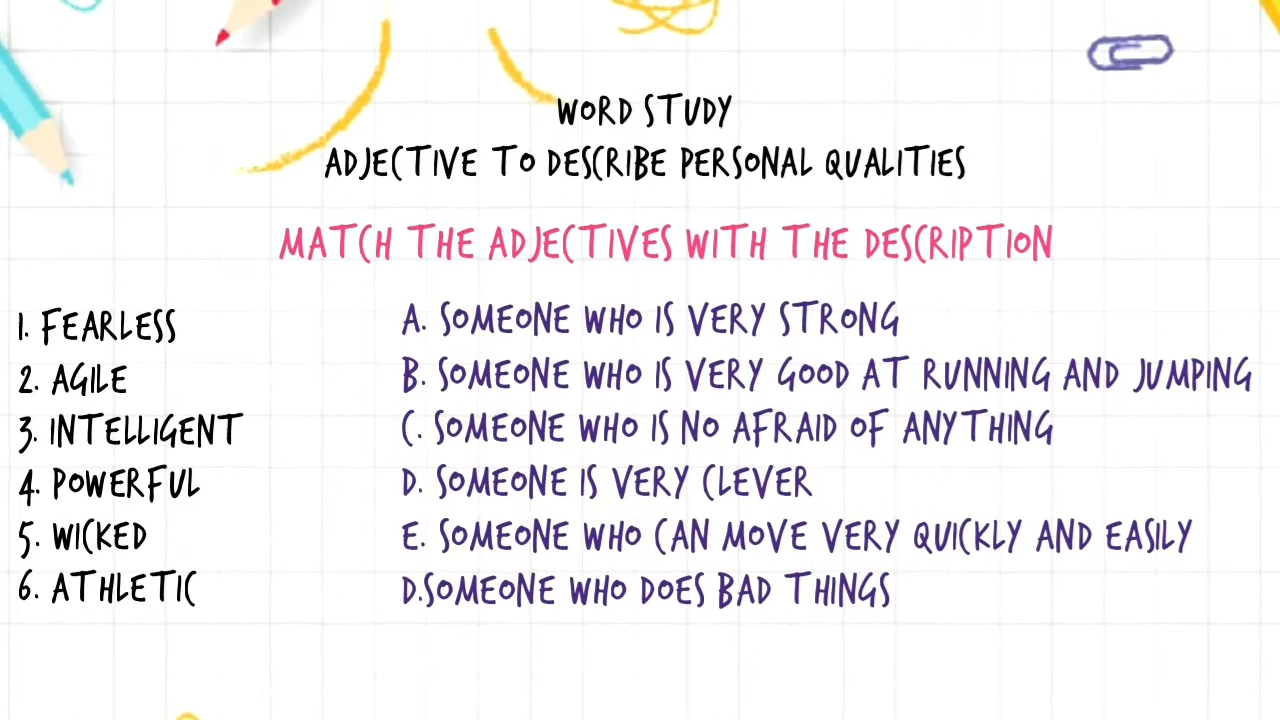 WORD STUDY
ADJECTIVE TO DESCRIBE PERSONAL QUALITIES
MATCH THE ADJECTIVES WITH THE DESCRIPTION
1. FEARLESS
2. AGILE
3. INTELLIGENT
4. POWERFUL
5. WICKED
6. ATHLETIC
A. SOMEONE WHO IS VERY STRONG
B. SOMEONE WHO IS VERY GOOD AT RUNNING AND JUMPING
C. SOMEONE WHO IS NO AFRAID OF ANYTHING
D. SOMEONE IS VERY CLEVER
E. SOMEONE WHO CAN MOVE VERY QUICKLY AND EASILY
D.SOMEONE WHO DOES BAD THINGS